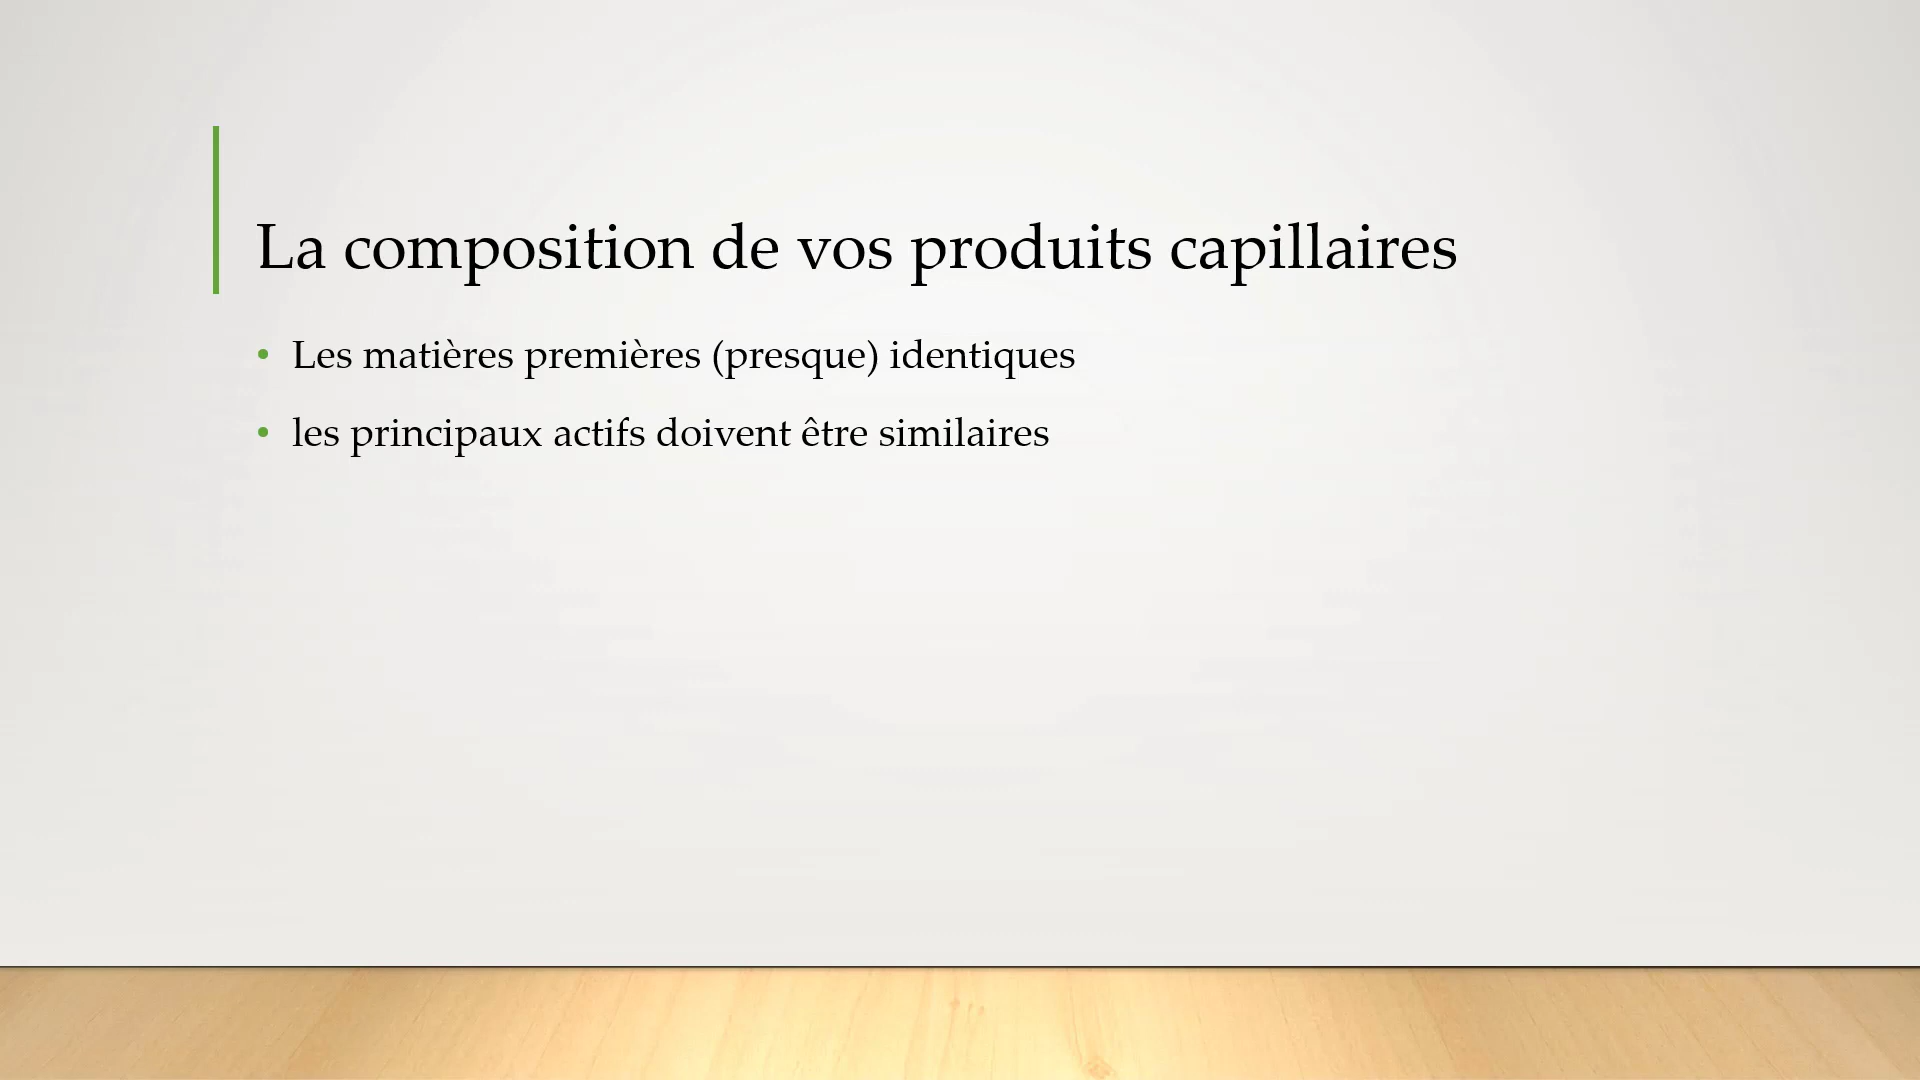 La composition de vos produits capillaires
• Les matières premières (presque) identiques
• les principaux actifs doivent être similaires